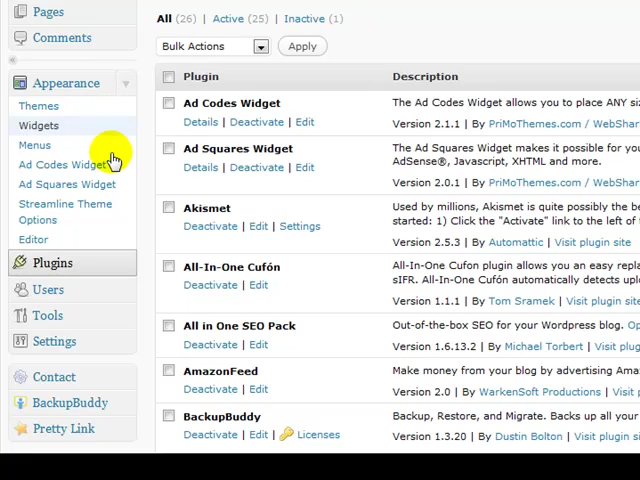 Pages
Comments
Appearance
Themes
Widgets
Menus
Ad Codes Widget
Ad Squares Widget
Streamline Theme
Options
Editor
Plugins
Users
Tools
Settings
Contact
BackupBuddy
Pretty Link
All (26) | Active (25) | Inactive (1)
Bulk Actions Apply
Plugin Description
Ad Codes Widget
Details | Deactivate | Edit
The Ad Codes Widget allows you to place ANY siz
Version 2.1.1 | By PriMoThemes.com / WebShar
Ad Squares Widget
Details | Deactivate | Edit
The Ad Squares Widget makes it possible for you
AdSense®, Javascript, XHTML and more.
Version 2.0.1 | By PriMoThemes.com / WebShar
Akismet
Deactivate | Edit | Settings
Used by millions, Akismet is quite possibly the be
started: 1) Click the "Activate" link to the left of
Version 2.5.3 | By Automattic | Visit plugin site
All-In-One Cufón
Deactivate | Edit
All-In-One Cufon plugin allows you an easy repla
sIFR. All-In-One Cufón automatically detects uplo
Version 1.1.1 | By Tom Sramek | Visit plugin site
All in One SEO Pack
Deactivate | Edit
Out-of-the-box SEO for your Wordpress blog. Op
Version 1.6.13.2 | By Michael Torbert | Visit plug
AmazonFeed
Deactivate | Edit
Make money from your blog by advertising Amaz
Version 2.0 | By WarkenSoft Productions | Visit
BackupBuddy
Deactivate | Edit | Licenses
Backup, Restore, and Migrate. Backs up all your
Version 1.3.20 | By Dustin Bolton | Visit plugin si